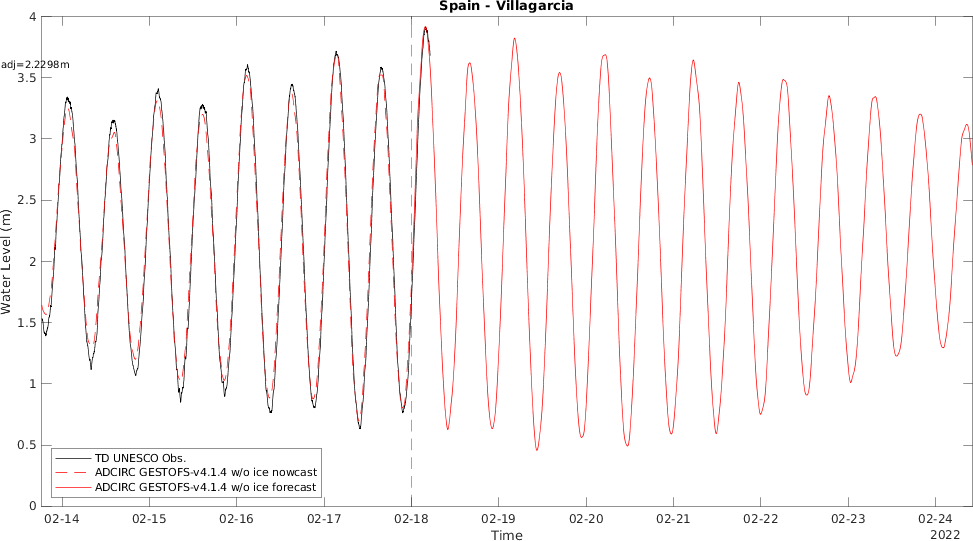 Spain - Villagarcia
adj=2.2298m
4
3.5
3
2.5
2
1.5
1
0.5
0
Water Level (m)
TD UNESCO Obs.
ADCIRC GESTOFS-v4.1.4 w/o ice nowcast
ADCIRC GESTOFS-v4.1.4 w/o ice forecast
02-14 02-15 02-16 02-17 02-18 02-19 02-20 02-21 02-22 02-23 02-24
2022
Time